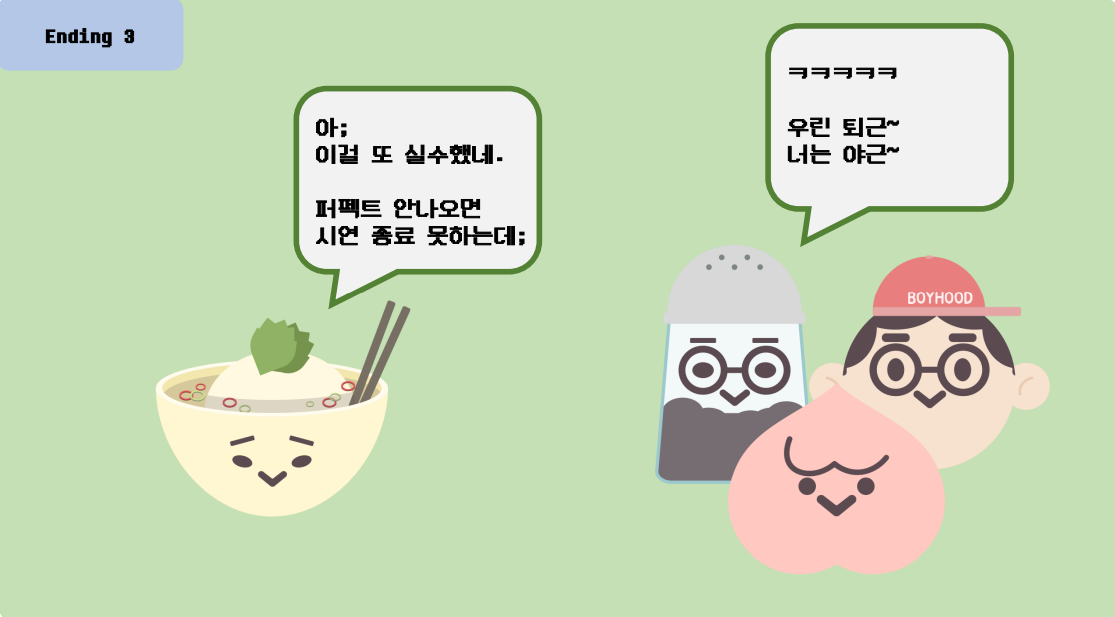 Ending 3
아;
이걸 또 실수했네.
퍼펙트 안나오면
시연 종료 못하는데;
ㅋㅋㅋㅋㅋ
우린 퇴근~
너는 야근~
BOYHOOD